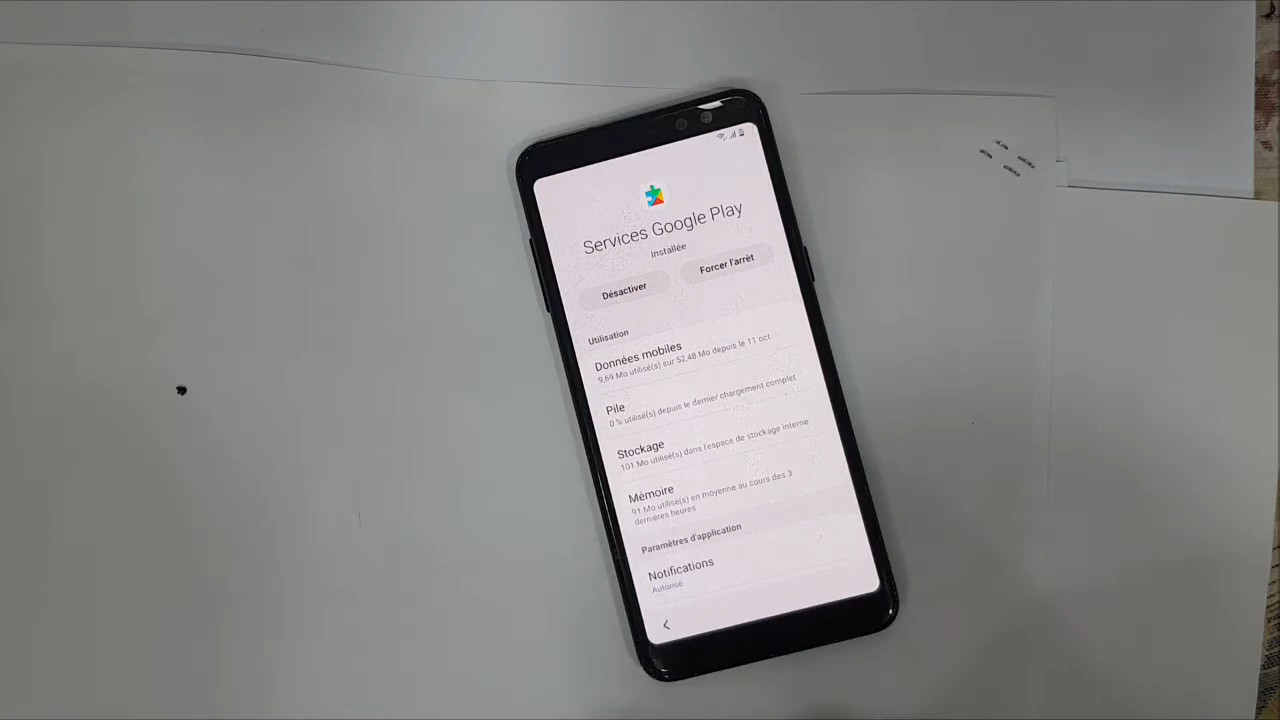 Services Google Play
Installée
Désactiver
Forcer l'arrêt
Utilisation
Données mobiles
9,69 Mo utilisé(s) sur 52,48 Mo depuis le 11 oct.
Pile
0 % utilisé(s) depuis le dernier chargement complet
Stockage
101 Mo utilisé(s) dans l'espace de stockage interne
Mémoire
91 Mo utilisé(s) en moyenne au cours des 3
dernières heures
Paramètres d'application
Notifications
Autorisé